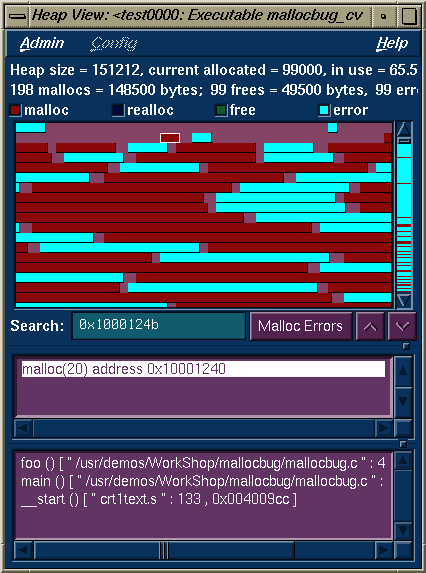 Heap View: <test0000: Executable mallocbug_cv
Admin Config Help
Heap size = 151212, current allocated = 99000, in use = 65.5
198 mallocs = 148500 bytes; 99 frees = 49500 bytes, 99 erro
malloc realloc free error
Search: 0x1000124b Malloc Errors
malloc(20) address 0x10001240
foo () [ " /usr/demos/WorkShop/mallocbug/mallocbug.c " : 4
main () [ " /usr/demos/WorkShop/mallocbug/mallocbug.c " :
__start () [ " crt1text.s " : 133 , 0x004009cc ]